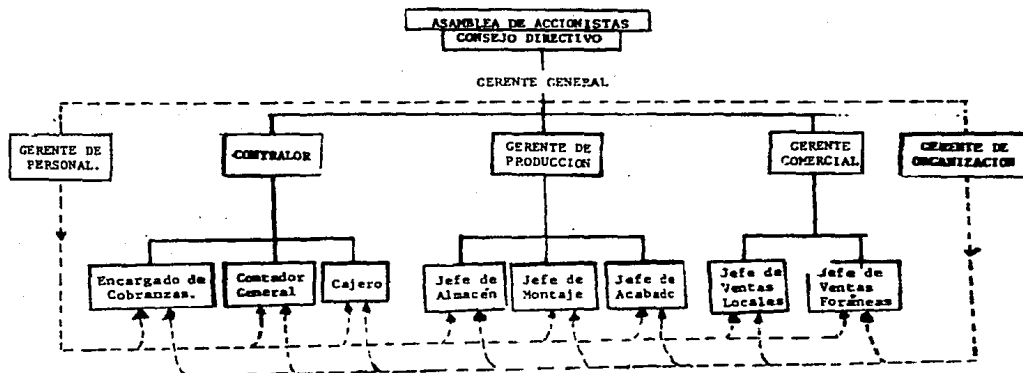 ASAMBLEA DE ACCIONISTAS
CONSEJO DIRECTIVO
GERENTE GENERAL
GERENTE DE
PERSONAL.
CONTRALOR
GERENTE DE
PRODUCCION
GERENTE
COMERCIAL
GERENTE DE
ORGANIZACION
Encargado de
Cobranzas.
Contador
General
Cajero
Jefe de
Almacén
Jefe de
Montaje
Jefe de
Acabado
Jefe de
Ventas
Locales
Jefe de
Ventas
Foráneas